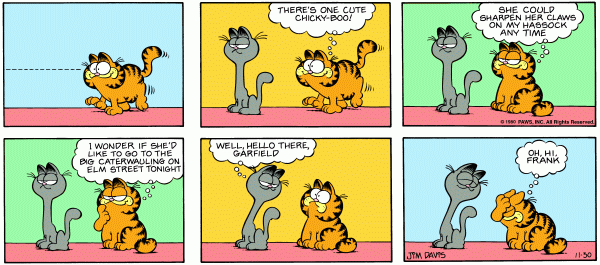 THERE'S ONE CUTE
CHICKY-BOO!
SHE COULD
SHARPEN HER CLAWS
ON MY HASSOCK
ANY TIME
© 1990 PAWS, INC. All Rights Reserved.
I WONDER IF SHE'D
LIKE TO GO TO THE
BIG CATERWAULING ON
ELM STREET TONIGHT
WELL, HELLO THERE,
GARFIELD
OH, HI,
FRANK
JIM DAVIS
11-30